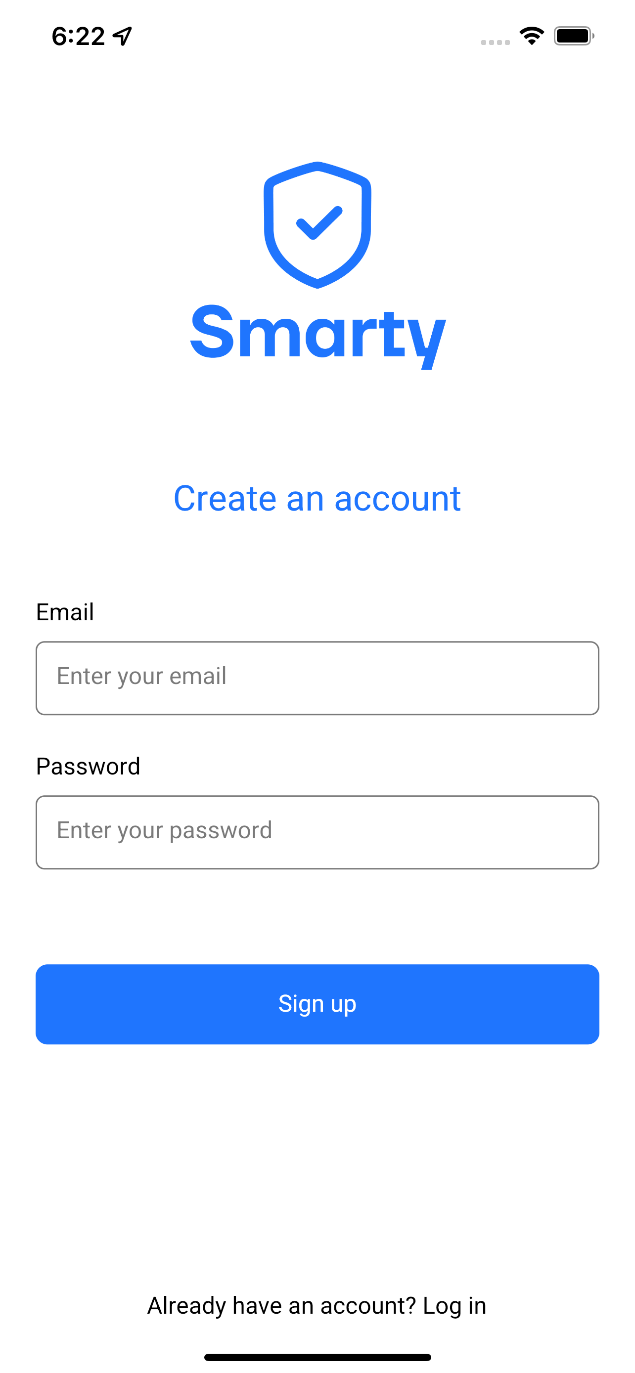 6:22
Smarty
Create an account
Email
Enter your email
Password
Enter your password
Sign up
Already have an account? Log in